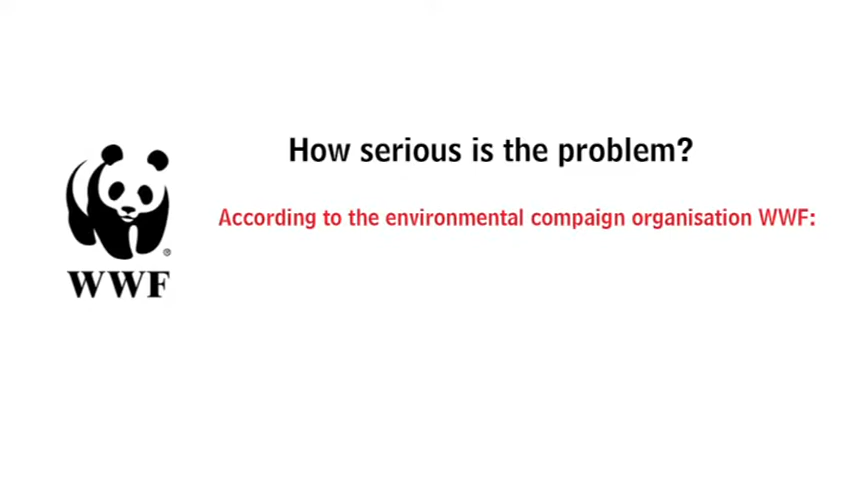 How serious is the problem?
According to the environmental compaign organisation WWF:
®
WWF